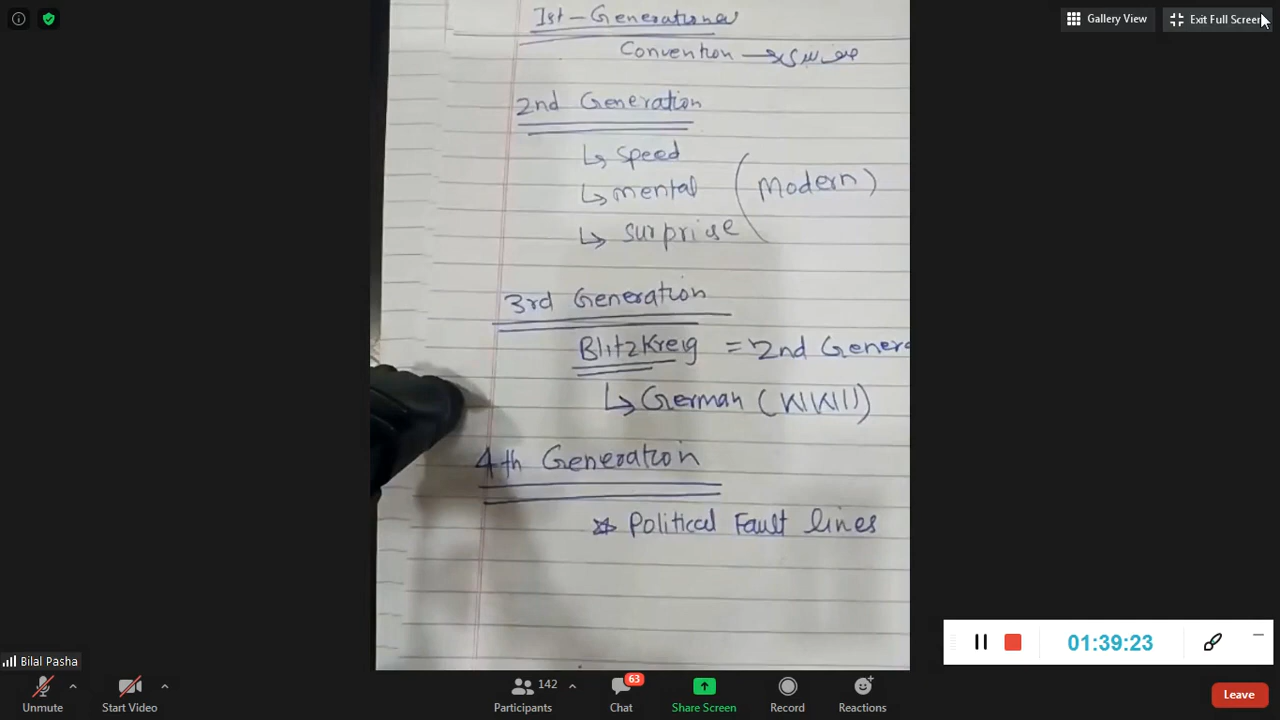 Gallery View
Exit Full Screen
1st - Generation
Convention →
2nd Generation
↳ speed
↳ mental
(Modern)
↳ surprise
3rd Generation
BlitzKreig = 2nd Genera
↳ German (WWII)
4th Generation
☆ Political Fault lines
01:39:23
Bilal Pasha
142
63
Unmute
Start Video
Participants
Chat
Share Screen
Record
Reactions
Leave